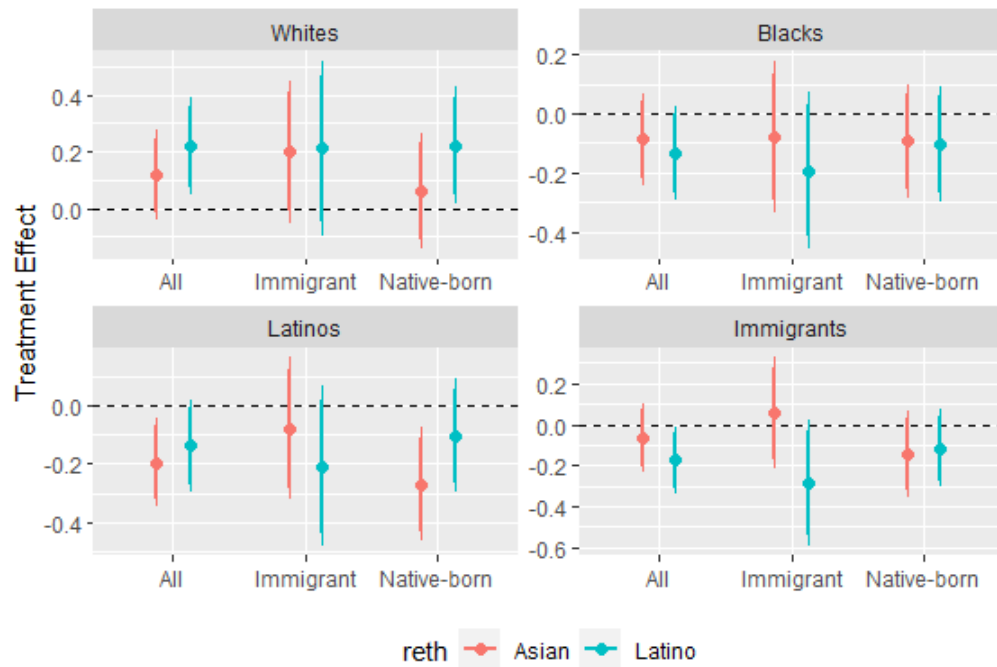 Whites
Blacks
Treatment Effect
0.4
0.2
0.0
All
Immigrant
Native-born
0.2
0.0
-0.2
-0.4
All
Immigrant
Native-born
Latinos
Immigrants
0.0
-0.2
-0.4
All
Immigrant
Native-born
0.2
0.0
-0.2
-0.4
-0.6
All
Immigrant
Native-born
reth Asian Latino